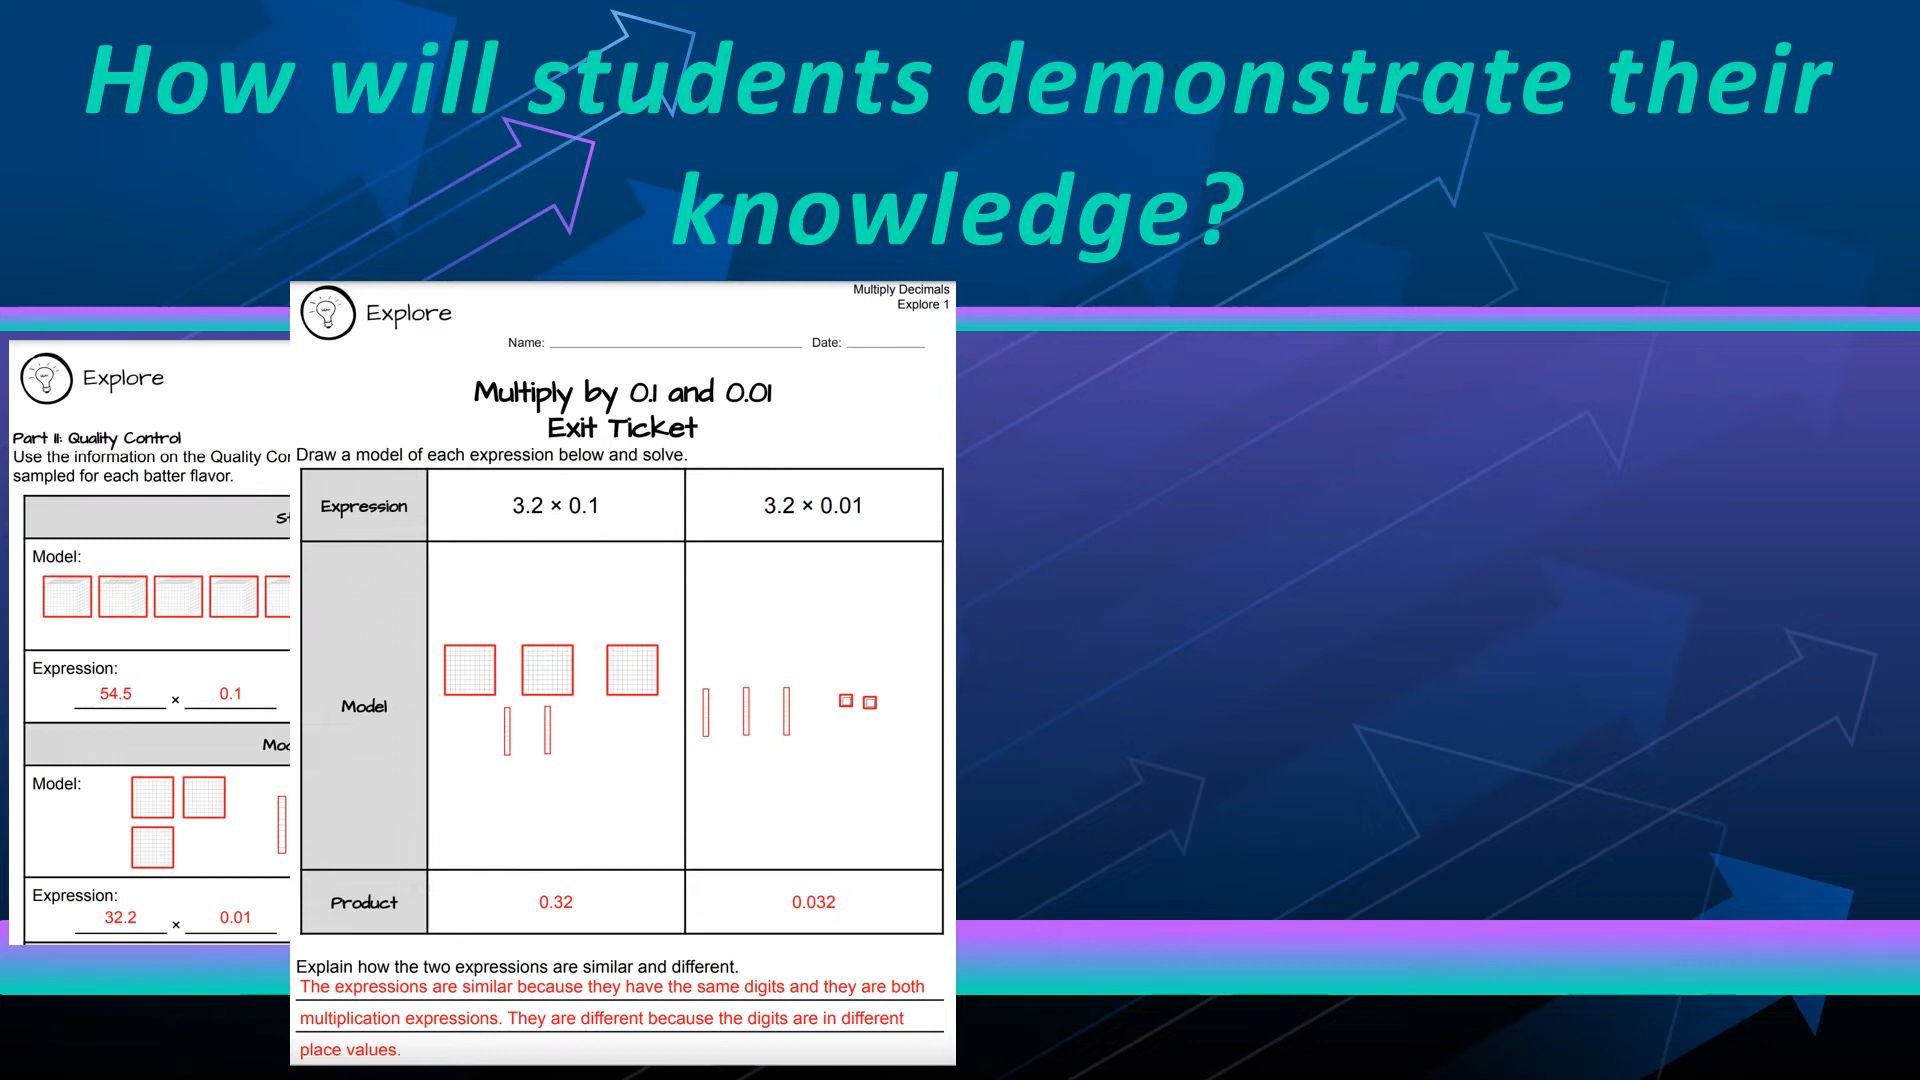 How will students demonstrate their
knowledge?
Explore
Part II: Quality Control
Use the information on the Quality
sampled for each batter flavor.
Model:
Expression:
54.5 × 0.1
Model:
Expression:
32.2 × 0.01
Explore
Multiply Decimals
Explore 1
Name: Date:
Multiply by 0.1 and 0.01
Exit Ticket
Draw a model of each expression below and solve.
Expression 3.2 × 0.1 3.2 × 0.01
Model
Product 0.32 0.032
Explain how the two expressions are similar and different.
The expressions are similar because they have the same digits and they are both
multiplication expressions. They are different because the digits are in different
place values.